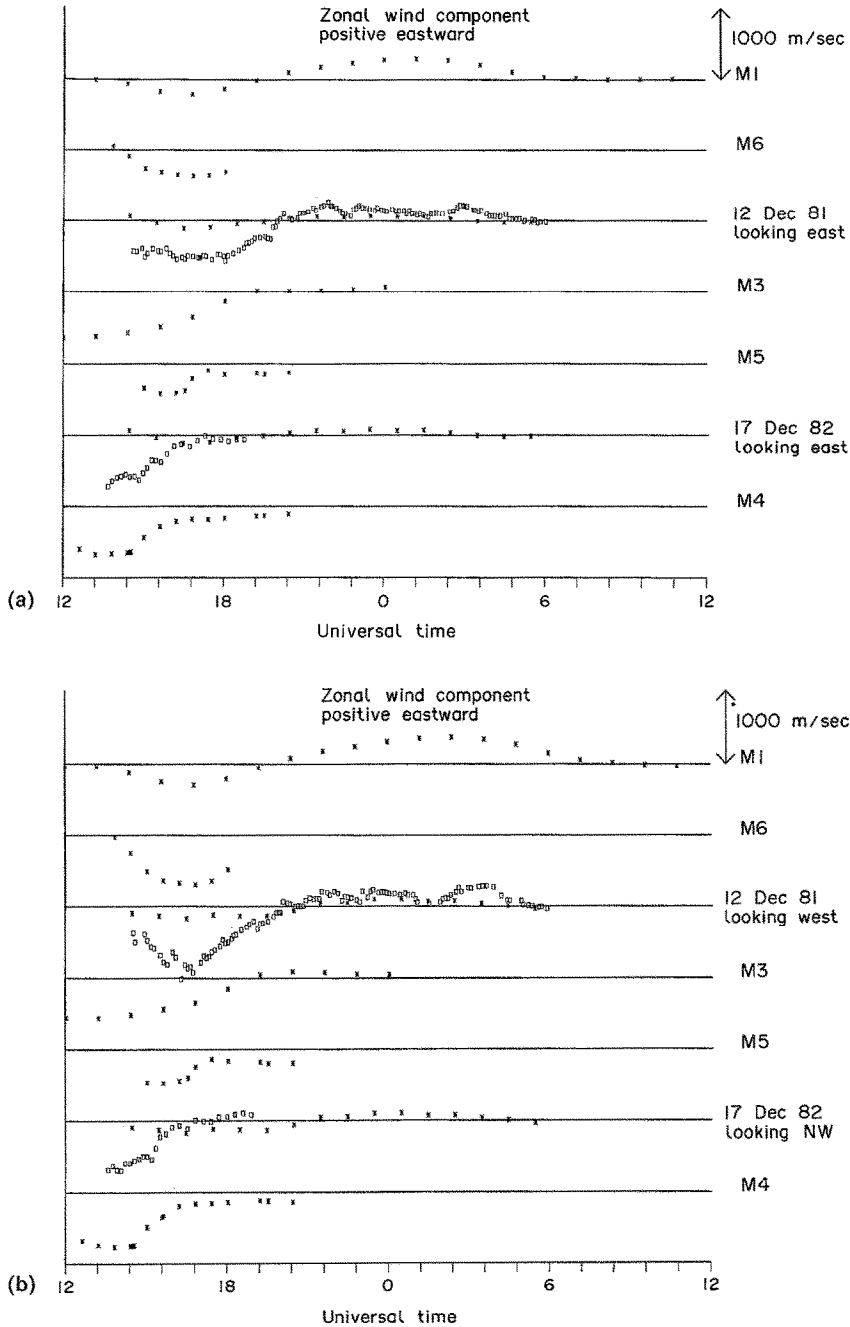 Zonal wind component
positive eastward
1000 m/sec
M1
M6
12 Dec 81
looking east
M3
M5
17 Dec 82
looking east
M4
(a)
12 18 0 6 12
Universal time
Zonal wind component
positive eastward
1000 m/sec
M1
M6
12 Dec 81
looking west
M3
M5
17 Dec 82
looking NW
M4
(b)
12 18 0 6 12
Universal time